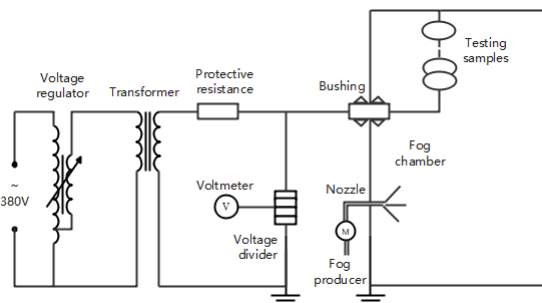 Testing
samples
Voltage
regulator
Transformer
Protective
resistance
Bushing
Fog
chamber
~
380V
Voltmeter
V
Nozzle
M
Voltage
divider
Fog
producer